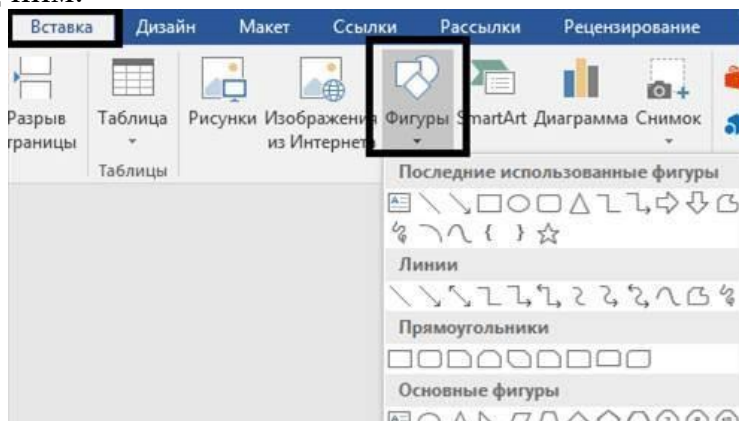 Вставка Дизайн Макет Ссылки Рассылки Рецензирование
Разрыв Таблица Рисунки Изображения Фигуры SmartArt Диаграмма Снимок
страницы из Интернета
Таблицы
Последние использованные фигуры
Линии
Прямоугольники
Основные фигуры